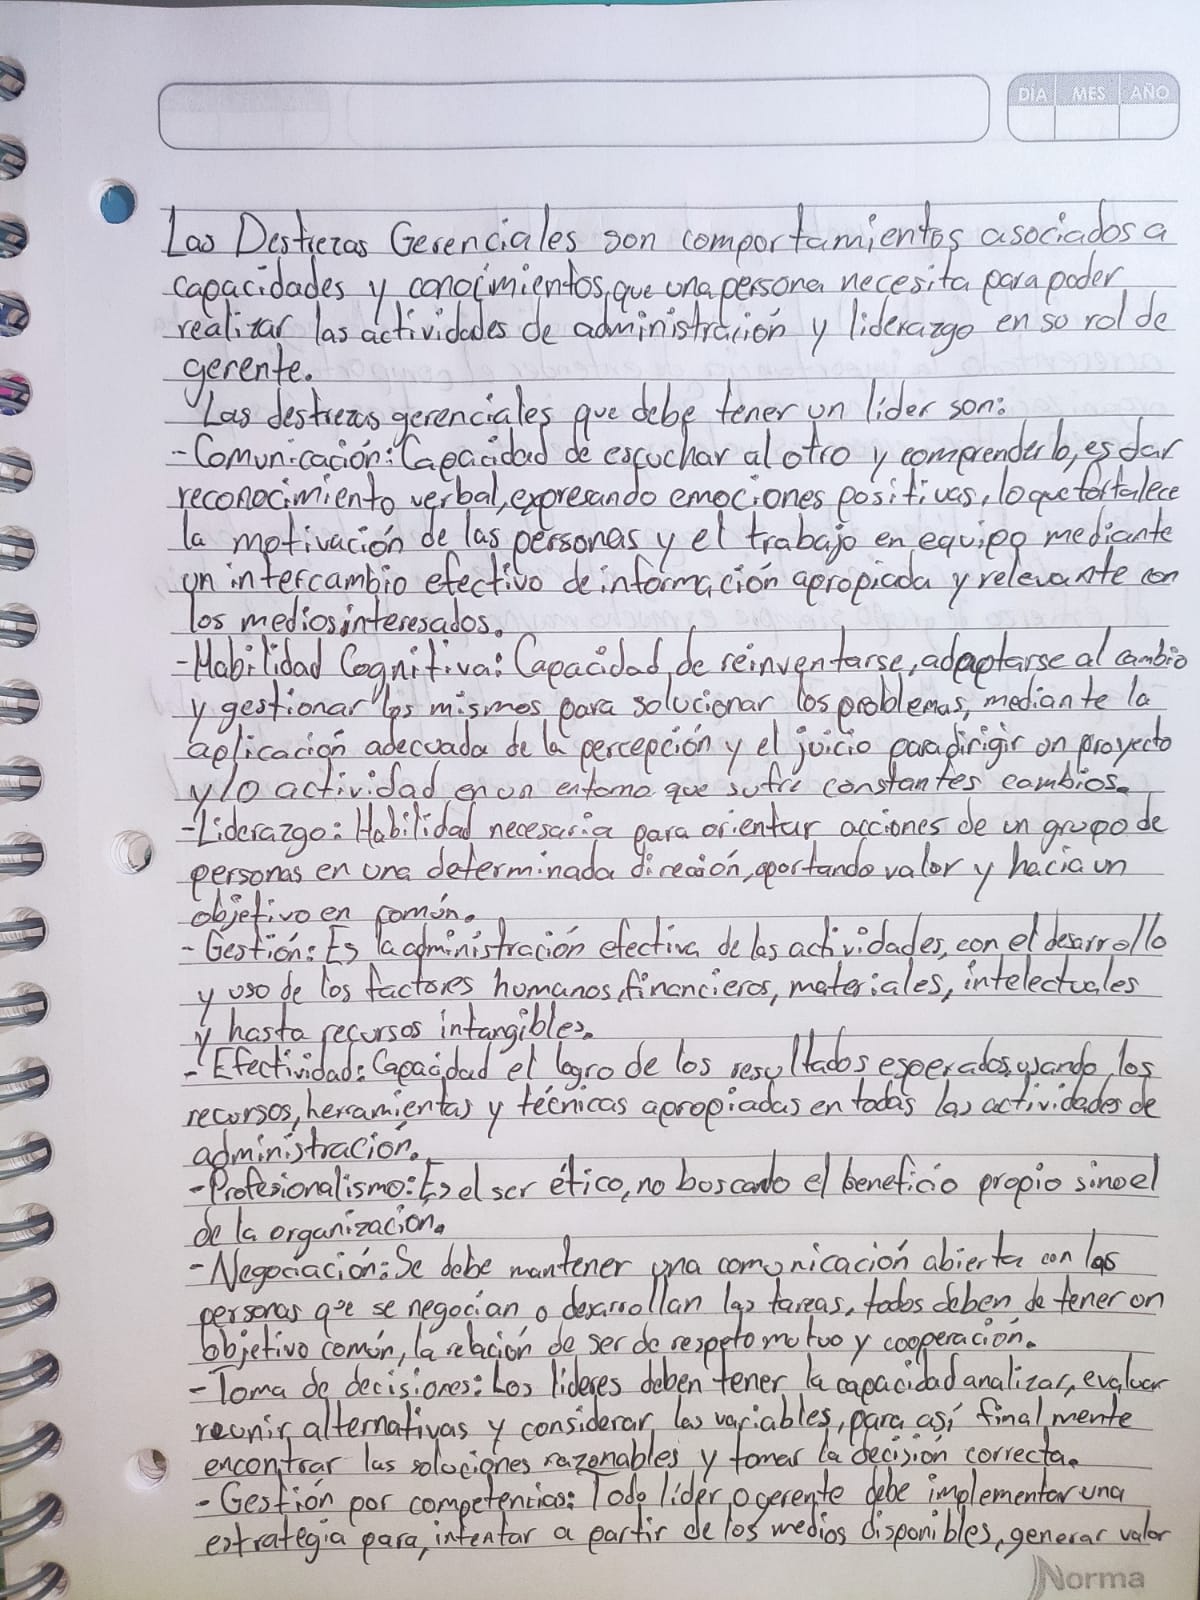 DÍA MES AÑO
Las Destrezas Gerenciales son comportamientos asociados a
capacidades y conocimientos, que una persona necesita para poder
realizar las actividades de administración y liderazgo en su rol de
gerente.
Las destrezas gerenciales que debe tener un líder son:
- Comunicación: Capacidad de escuchar al otro y comprenderlo, es dar
reconocimiento verbal, expresando emociones positivas, lo que fortalece
la motivación de las personas y el trabajo en equipo mediante
un intercambio efectivo de información apropiada y relevante con
los medios interesados.
- Habilidad Cognitiva: Capacidad de reinventarse, adaptarse al cambio
y gestionar los mismos para solucionar los problemas, mediante la
aplicación adecuada de la percepción y el juicio para dirigir un proyecto
y/o actividad en un entorno que sufre constantes cambios.
- Liderazgo: Habilidad necesaria para orientar acciones de un grupo de
personas en una determinada direción, aportando valor y hacia un
objetivo en común.
- Gestión: Es la administración efectiva de las actividades, con el desarrollo
y uso de los factores humanos, financieros, materiales, intelectuales
y hasta recursos intangibles.
- Efectividad: Capacidad el logro de los resultados esperados, usando los
recursos, herramientas y técnicas apropiadas en todas las actividades de
administración.
- Profesionalismo: Es el ser ético, no buscando el beneficio propio sino el
de la organización.
- Negociación: Se debe mantener una comunicación abierta con las
personas que se negocian o desarrollan las tareas, todos deben de tener un
objetivo común, la relación de ser de respeto mutuo y cooperación.
- Toma de decisiones: Los líderes deben tener la capacidad analizar, evaluar
reunir alternativas y considerar las variables, para así finalmente
encontrar las soluciones razonables y tomar la decisión correcta.
- Gestión por competencias: Todo líder o gerente debe implementar una
estrategia para, intentar a partir de los medios disponibles, generar valor
Norma